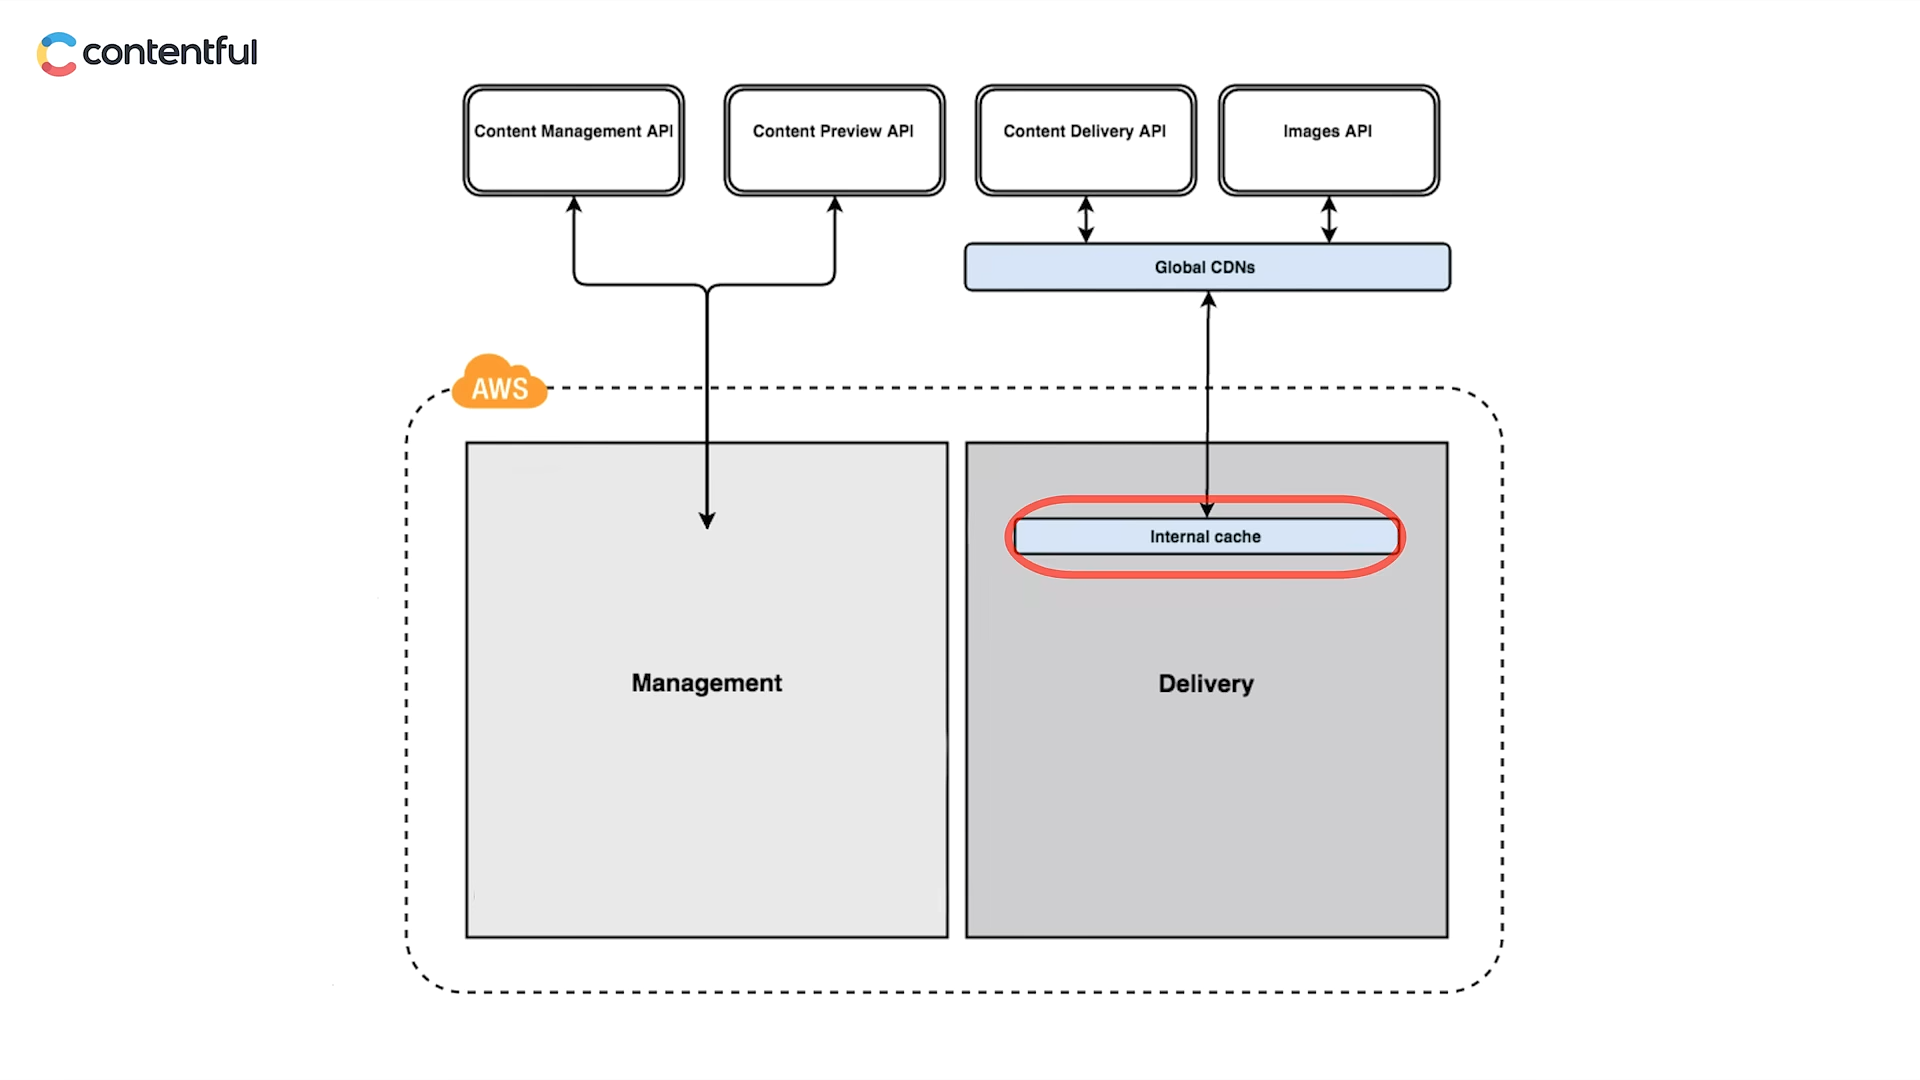 contentful
Content Management API
Content Preview API
Content Delivery API
Images API
Global CDNs
AWS
Internal cache
Management
Delivery